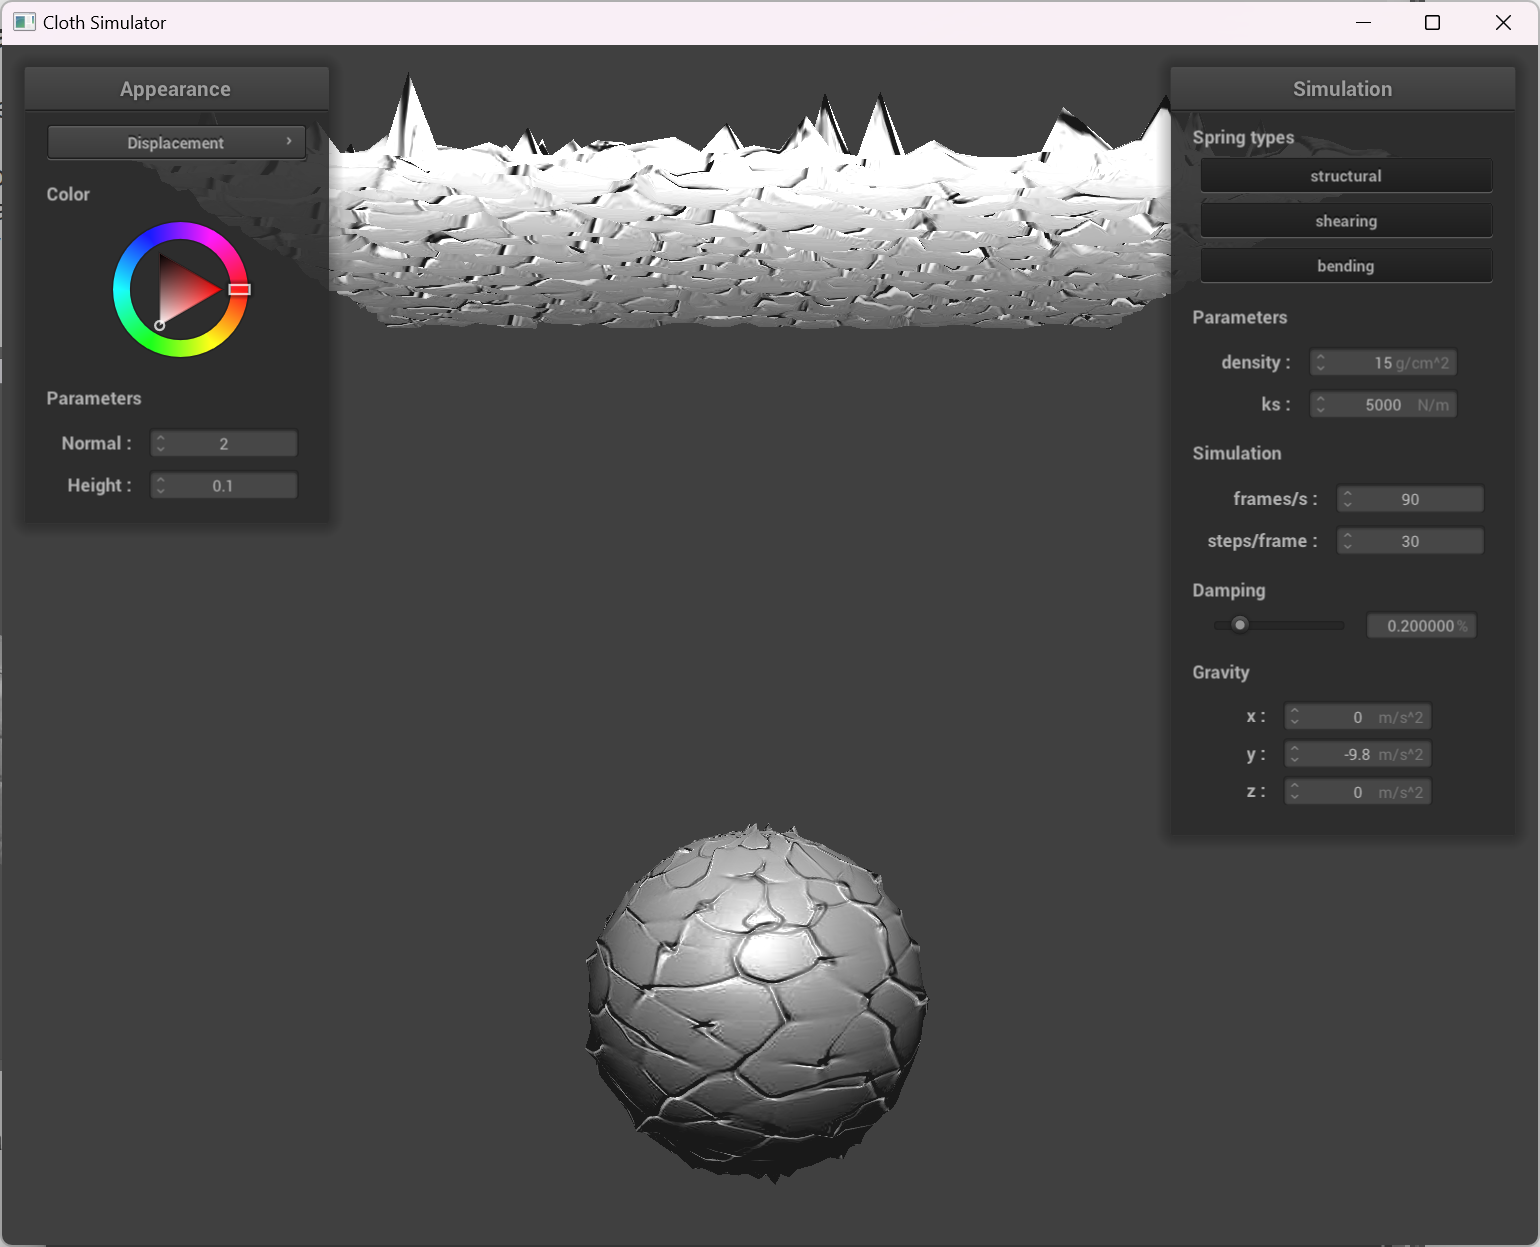 Cloth Simulator
Appearance
Displacement
Color
Parameters
Normal : 2
Height : 0.1
Simulation
Spring types
structural
shearing
bending
Parameters
density : 15 g/cm^2
ks : 5000 N/m
Simulation
frames/s : 90
steps/frame : 30
Damping
0.200000 %
Gravity
x : 0 m/s^2
y : -9.8 m/s^2
z : 0 m/s^2